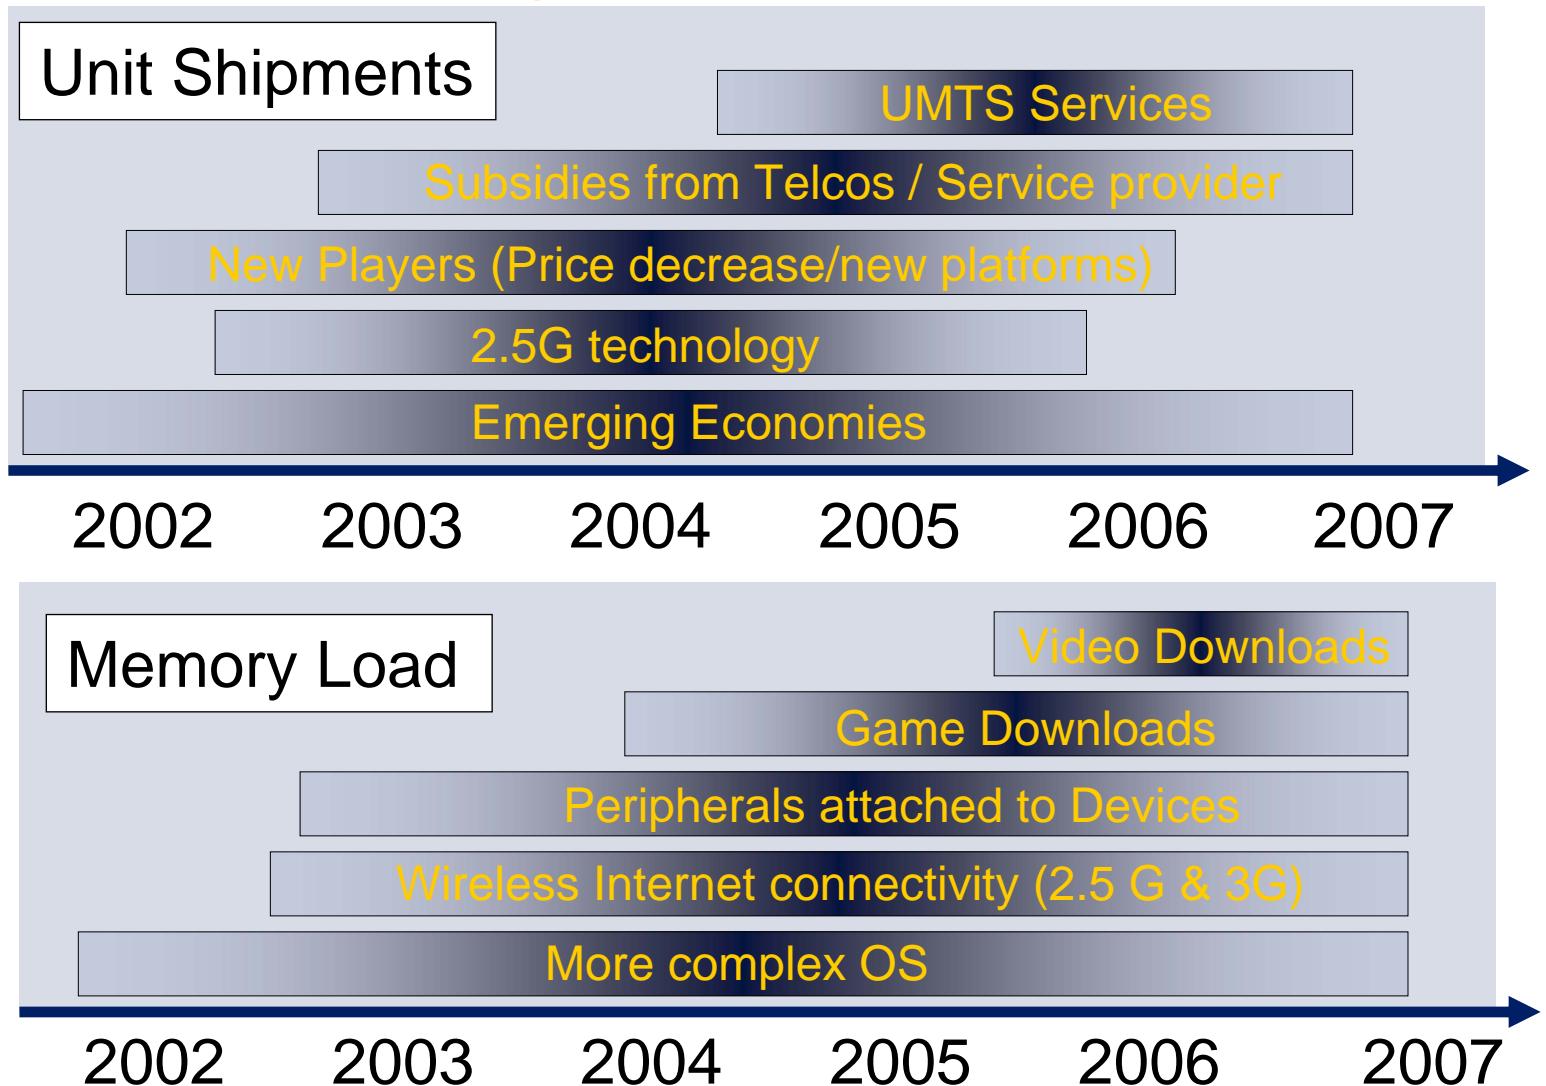 Unit Shipments
UMTS Services
Subsidies from Telcos / Service provider
New Players (Price decrease/new platforms)
2.5G technology
Emerging Economies
2002 2003 2004 2005 2006 2007
Memory Load
Video Downloads
Game Downloads
Peripherals attached to Devices
Wireless Internet connectivity (2.5 G & 3G)
More complex OS
2002 2003 2004 2005 2006 2007